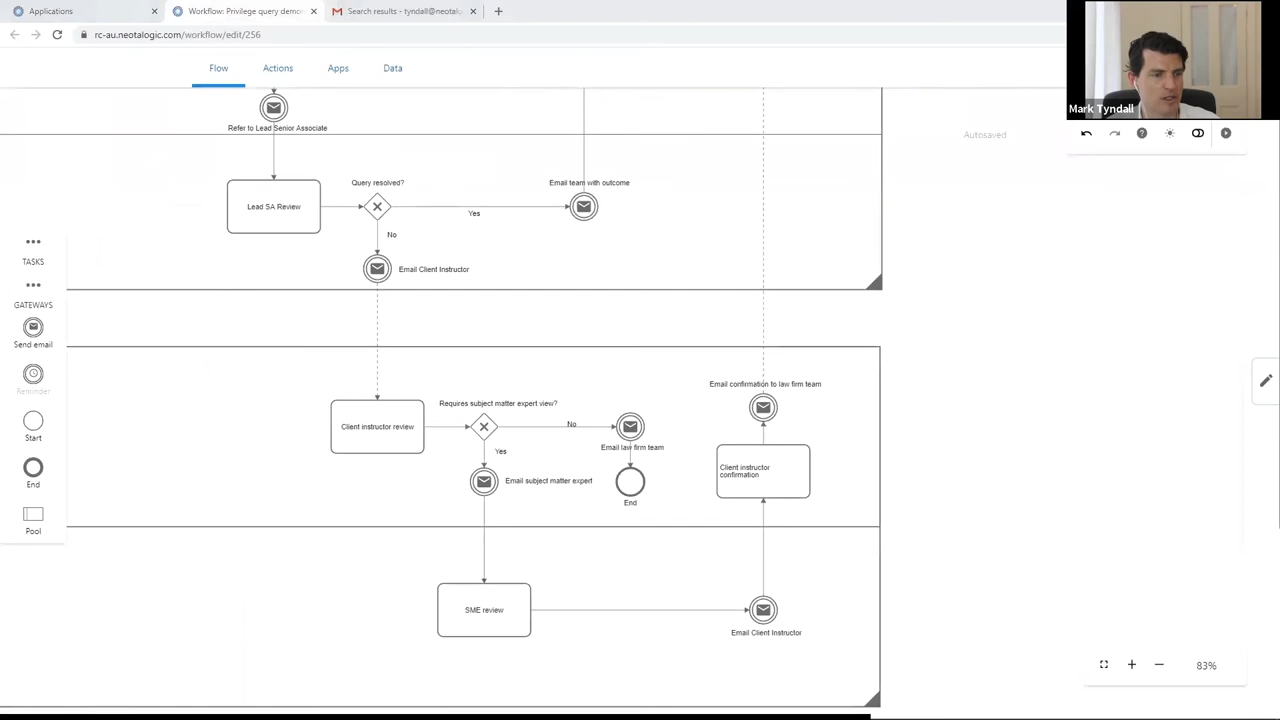 Applications
Workflow: Privilege query demo
Search results - tyndall@neotalo
rc-au.neotalogic.com/workflow/edit/256
Flow
Actions
Apps
Data
Mark Tyndall
Autosaved
Refer to Lead Senior Associate
Lead SA Review
Query resolved?
Yes
No
Email team with outcome
Email Client Instructor
TASKS
GATEWAYS
Send email
Reminder
Start
End
Pool
Client instructor review
Requires subject matter expert view?
No
Yes
Email law firm team
End
Email subject matter expert
Email confirmation to law firm team
Client instructor
confirmation
SME review
Email Client Instructor
83%